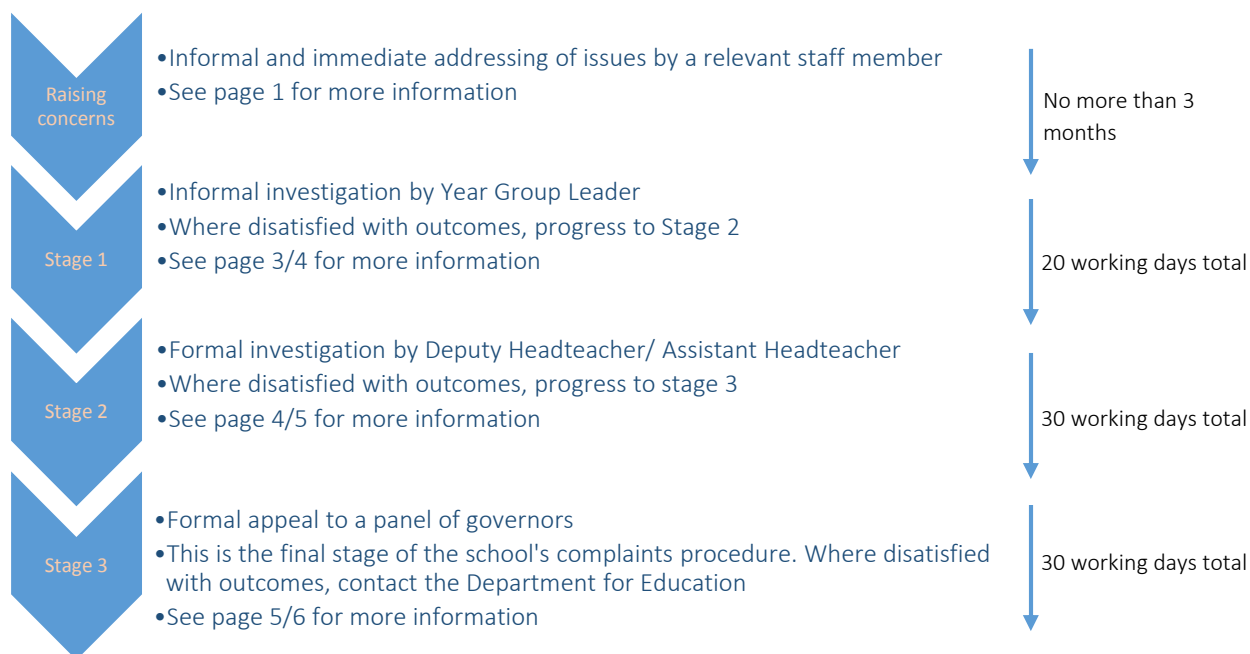 Raising
concerns
•Informal and immediate addressing of issues by a relevant staff member
•See page 1 for more information
No more than 3
months
Stage 1
•Informal investigation by Year Group Leader
•Where disatisfied with outcomes, progress to Stage 2
•See page 3/4 for more information
20 working days total
Stage 2
•Formal investigation by Deputy Headteacher/ Assistant Headteacher
•Where disatisfied with outcomes, progress to stage 3
•See page 4/5 for more information
30 working days total
Stage 3
•Formal appeal to a panel of governors
•This is the final stage of the school's complaints procedure. Where disatisfied
with outcomes, contact the Department for Education
•See page 5/6 for more information
30 working days total